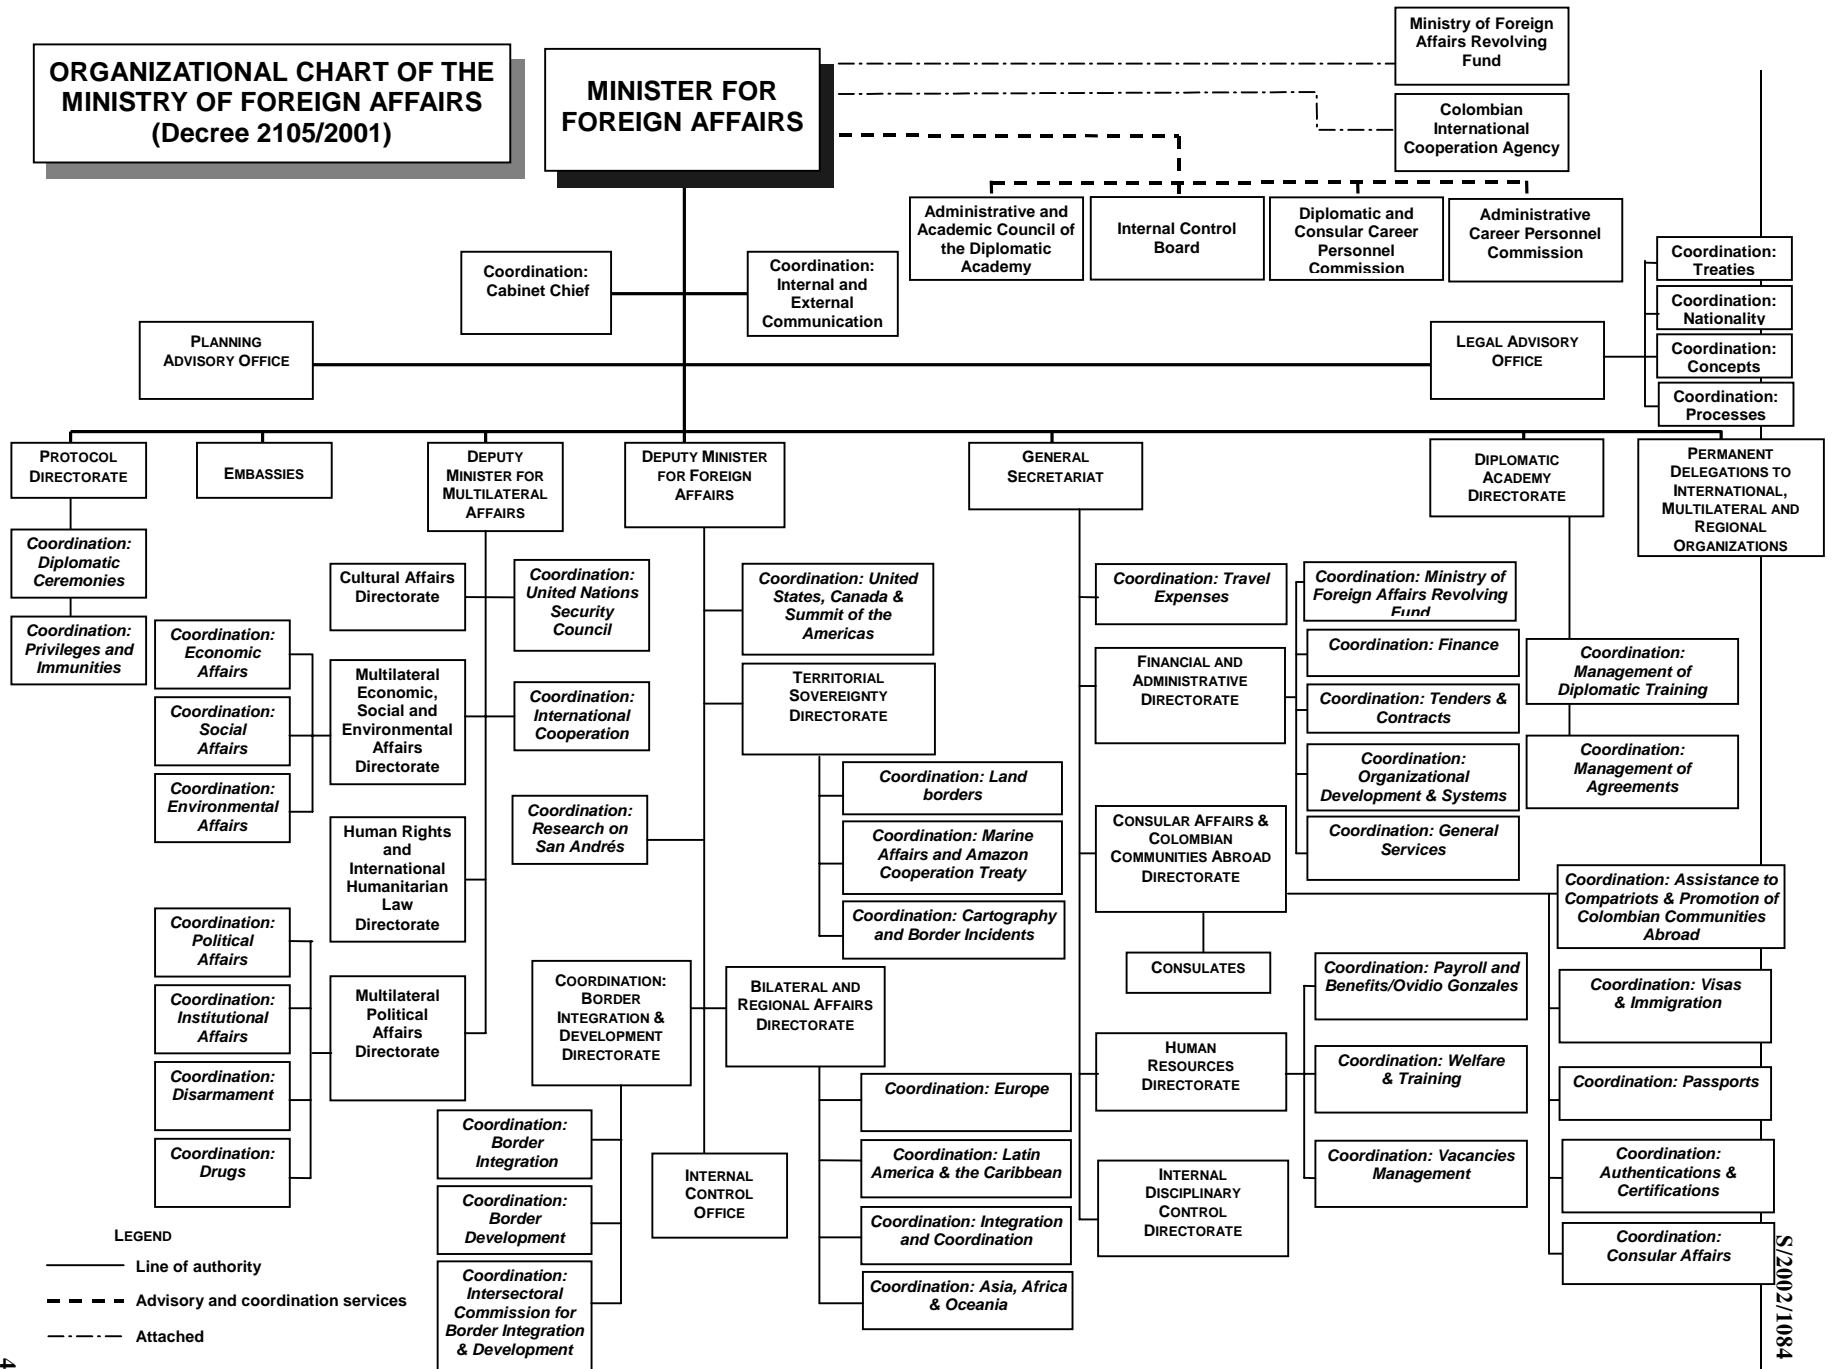 ORGANIZATIONAL CHART OF THE
MINISTRY OF FOREIGN AFFAIRS
(Decree 2105/2001)
MINISTER FOR
FOREIGN AFFAIRS
Ministry of Foreign
Affairs Revolving
Fund
Colombian
International
Cooperation Agency
Administrative and
Academic Council of
the Diplomatic
Academy
Internal Control
Board
Diplomatic and
Consular Career
Personnel
Commission
Administrative
Career Personnel
Commission
Coordination:
Cabinet Chief
Coordination:
Internal and
External
Communication
PLANNING
ADVISORY OFFICE
LEGAL ADVISORY
OFFICE
Coordination:
Treaties
Coordination:
Nationality
Coordination:
Concepts
Coordination:
Processes
PROTOCOL
DIRECTORATE
EMBASSIES
DEPUTY
MINISTER FOR
MULTILATERAL
AFFAIRS
DEPUTY MINISTER
FOR FOREIGN
AFFAIRS
GENERAL
SECRETARIAT
DIPLOMATIC
ACADEMY
DIRECTORATE
PERMANENT
DELEGATIONS TO
INTERNATIONAL,
MULTILATERAL AND
REGIONAL
ORGANIZATIONS
Coordination:
Diplomatic
Ceremonies
Coordination:
Privileges and
Immunities
Cultural Affairs
Directorate
Coordination:
United Nations
Security
Council
Coordination:
Economic
Affairs
Coordination:
Social
Affairs
Coordination:
Environmental
Affairs
Multilateral
Economic,
Social and
Environmental
Affairs
Directorate
Coordination:
International
Cooperation
Human Rights
and
International
Humanitarian
Law
Directorate
Coordination:
Political
Affairs
Coordination:
Institutional
Affairs
Coordination:
Disarmament
Coordination:
Drugs
Multilateral
Political
Affairs
Directorate
Coordination: United
States, Canada &
Summit of the
Americas
TERRITORIAL
SOVEREIGNTY
DIRECTORATE
Coordination: Land
borders
Coordination: Marine
Affairs and Amazon
Cooperation Treaty
Coordination: Cartography
and Border Incidents
Coordination:
Research on
San Andrés
COORDINATION:
BORDER
INTEGRATION &
DEVELOPMENT
DIRECTORATE
BILATERAL AND
REGIONAL AFFAIRS
DIRECTORATE
Coordination:
Border
Integration
Coordination:
Border
Development
Coordination:
Intersectoral
Commission for
Border Integration
& Development
INTERNAL
CONTROL
OFFICE
Coordination: Europe
Coordination: Latin
America & the Caribbean
Coordination: Integration
and Coordination
Coordination: Asia, Africa
& Oceania
Coordination: Travel
Expenses
FINANCIAL AND
ADMINISTRATIVE
DIRECTORATE
Coordination: Ministry of
Foreign Affairs Revolving
Fund
Coordination: Finance
Coordination: Tenders &
Contracts
Coordination:
Organizational
Development & Systems
Coordination: General
Services
Coordination:
Management of
Diplomatic Training
Coordination:
Management of
Agreements
CONSULAR AFFAIRS &
COLOMBIAN
COMMUNITIES ABROAD
DIRECTORATE
CONSULATES
Coordination: Assistance to
Compatriots & Promotion of
Colombian Communities
Abroad
Coordination: Visas
& Immigration
Coordination: Passports
Coordination:
Authentications &
Certifications
Coordination:
Consular Affairs
HUMAN
RESOURCES
DIRECTORATE
Coordination: Payroll and
Benefits/Ovidio Gonzales
Coordination: Welfare
& Training
Coordination: Vacancies
Management
INTERNAL
DISCIPLINARY
CONTROL
DIRECTORATE
LEGEND
Line of authority
Advisory and coordination services
Attached
S/2002/1084
4